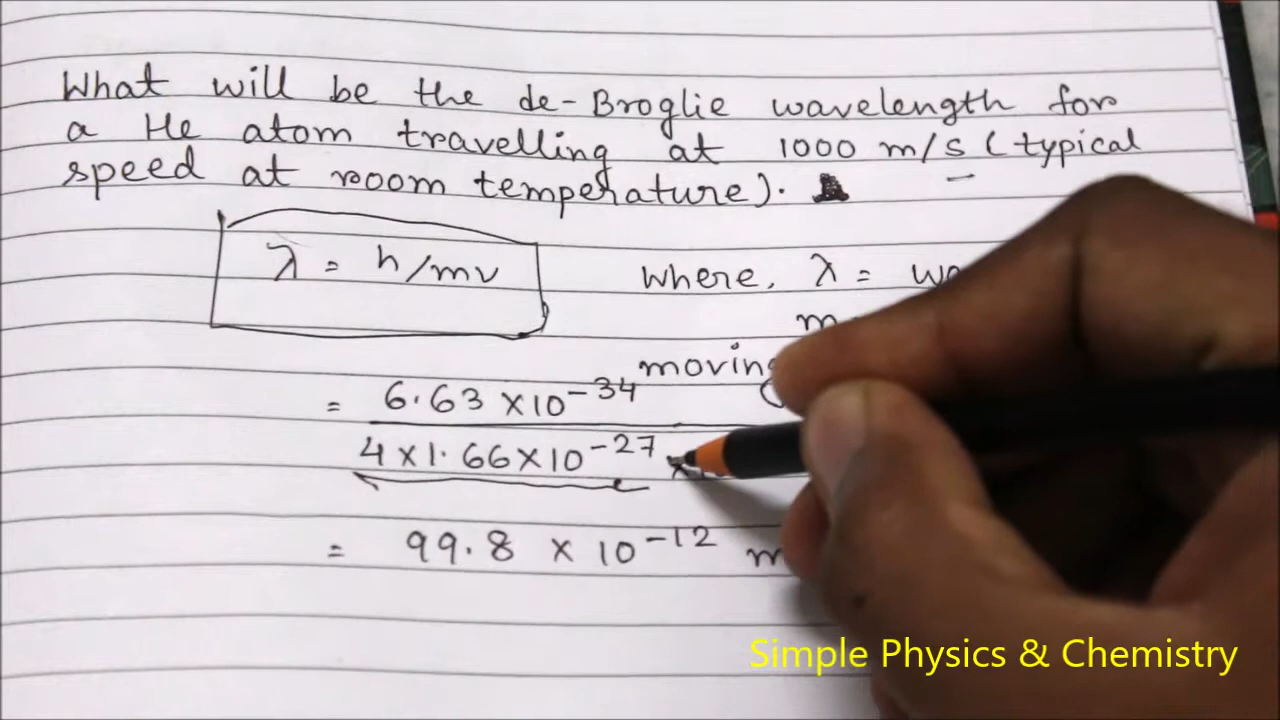 What will be the de-Broglie wavelength for
a He atom travelling at 1000 m/s (typical
speed at room temperature).
λ = h/mv
Where, λ =
moving
= 6.63 × 10⁻³⁴
4 × 1.66 × 10⁻²⁷ ×
= 99.8 × 10⁻¹² m
Simple Physics & Chemistry